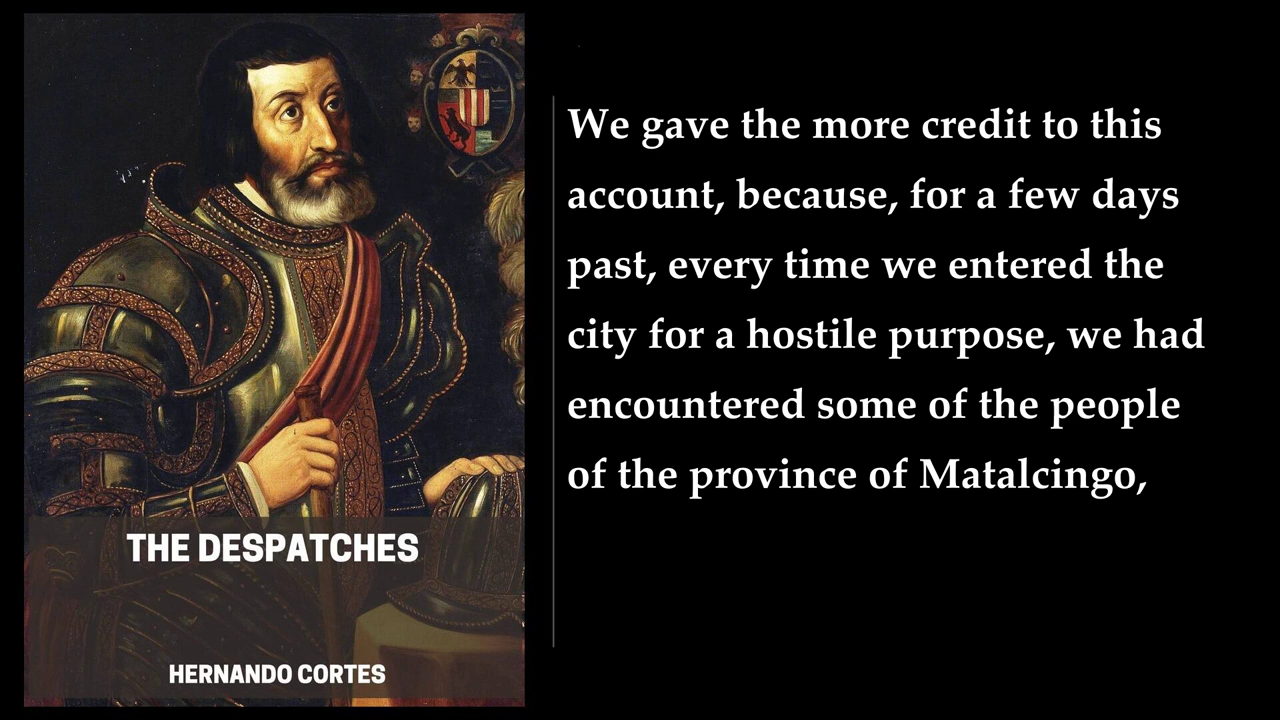 THE DESPATCHES
HERNANDO CORTES
We gave the more credit to this
account, because, for a few days
past, every time we entered the
city for a hostile purpose, we had
encountered some of the people
of the province of Matalcingo,